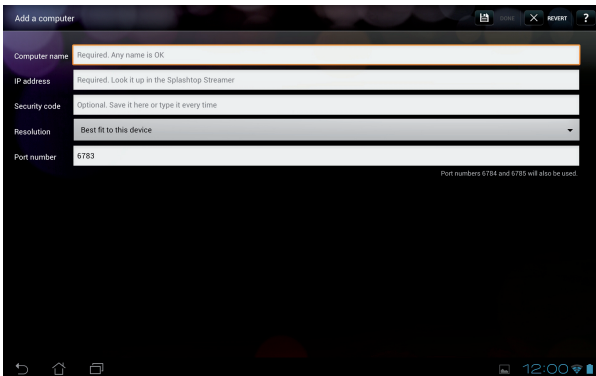 Add a computer DONE REVERT ?
Computer name Required. Any name is OK
IP address Required. Look it up in the Splashtop Streamer
Security code Optional. Save it here or type it every time
Resolution Best fit to this device
Port number 6783
Port numbers 6784 and 6785 will also be used.
12:00